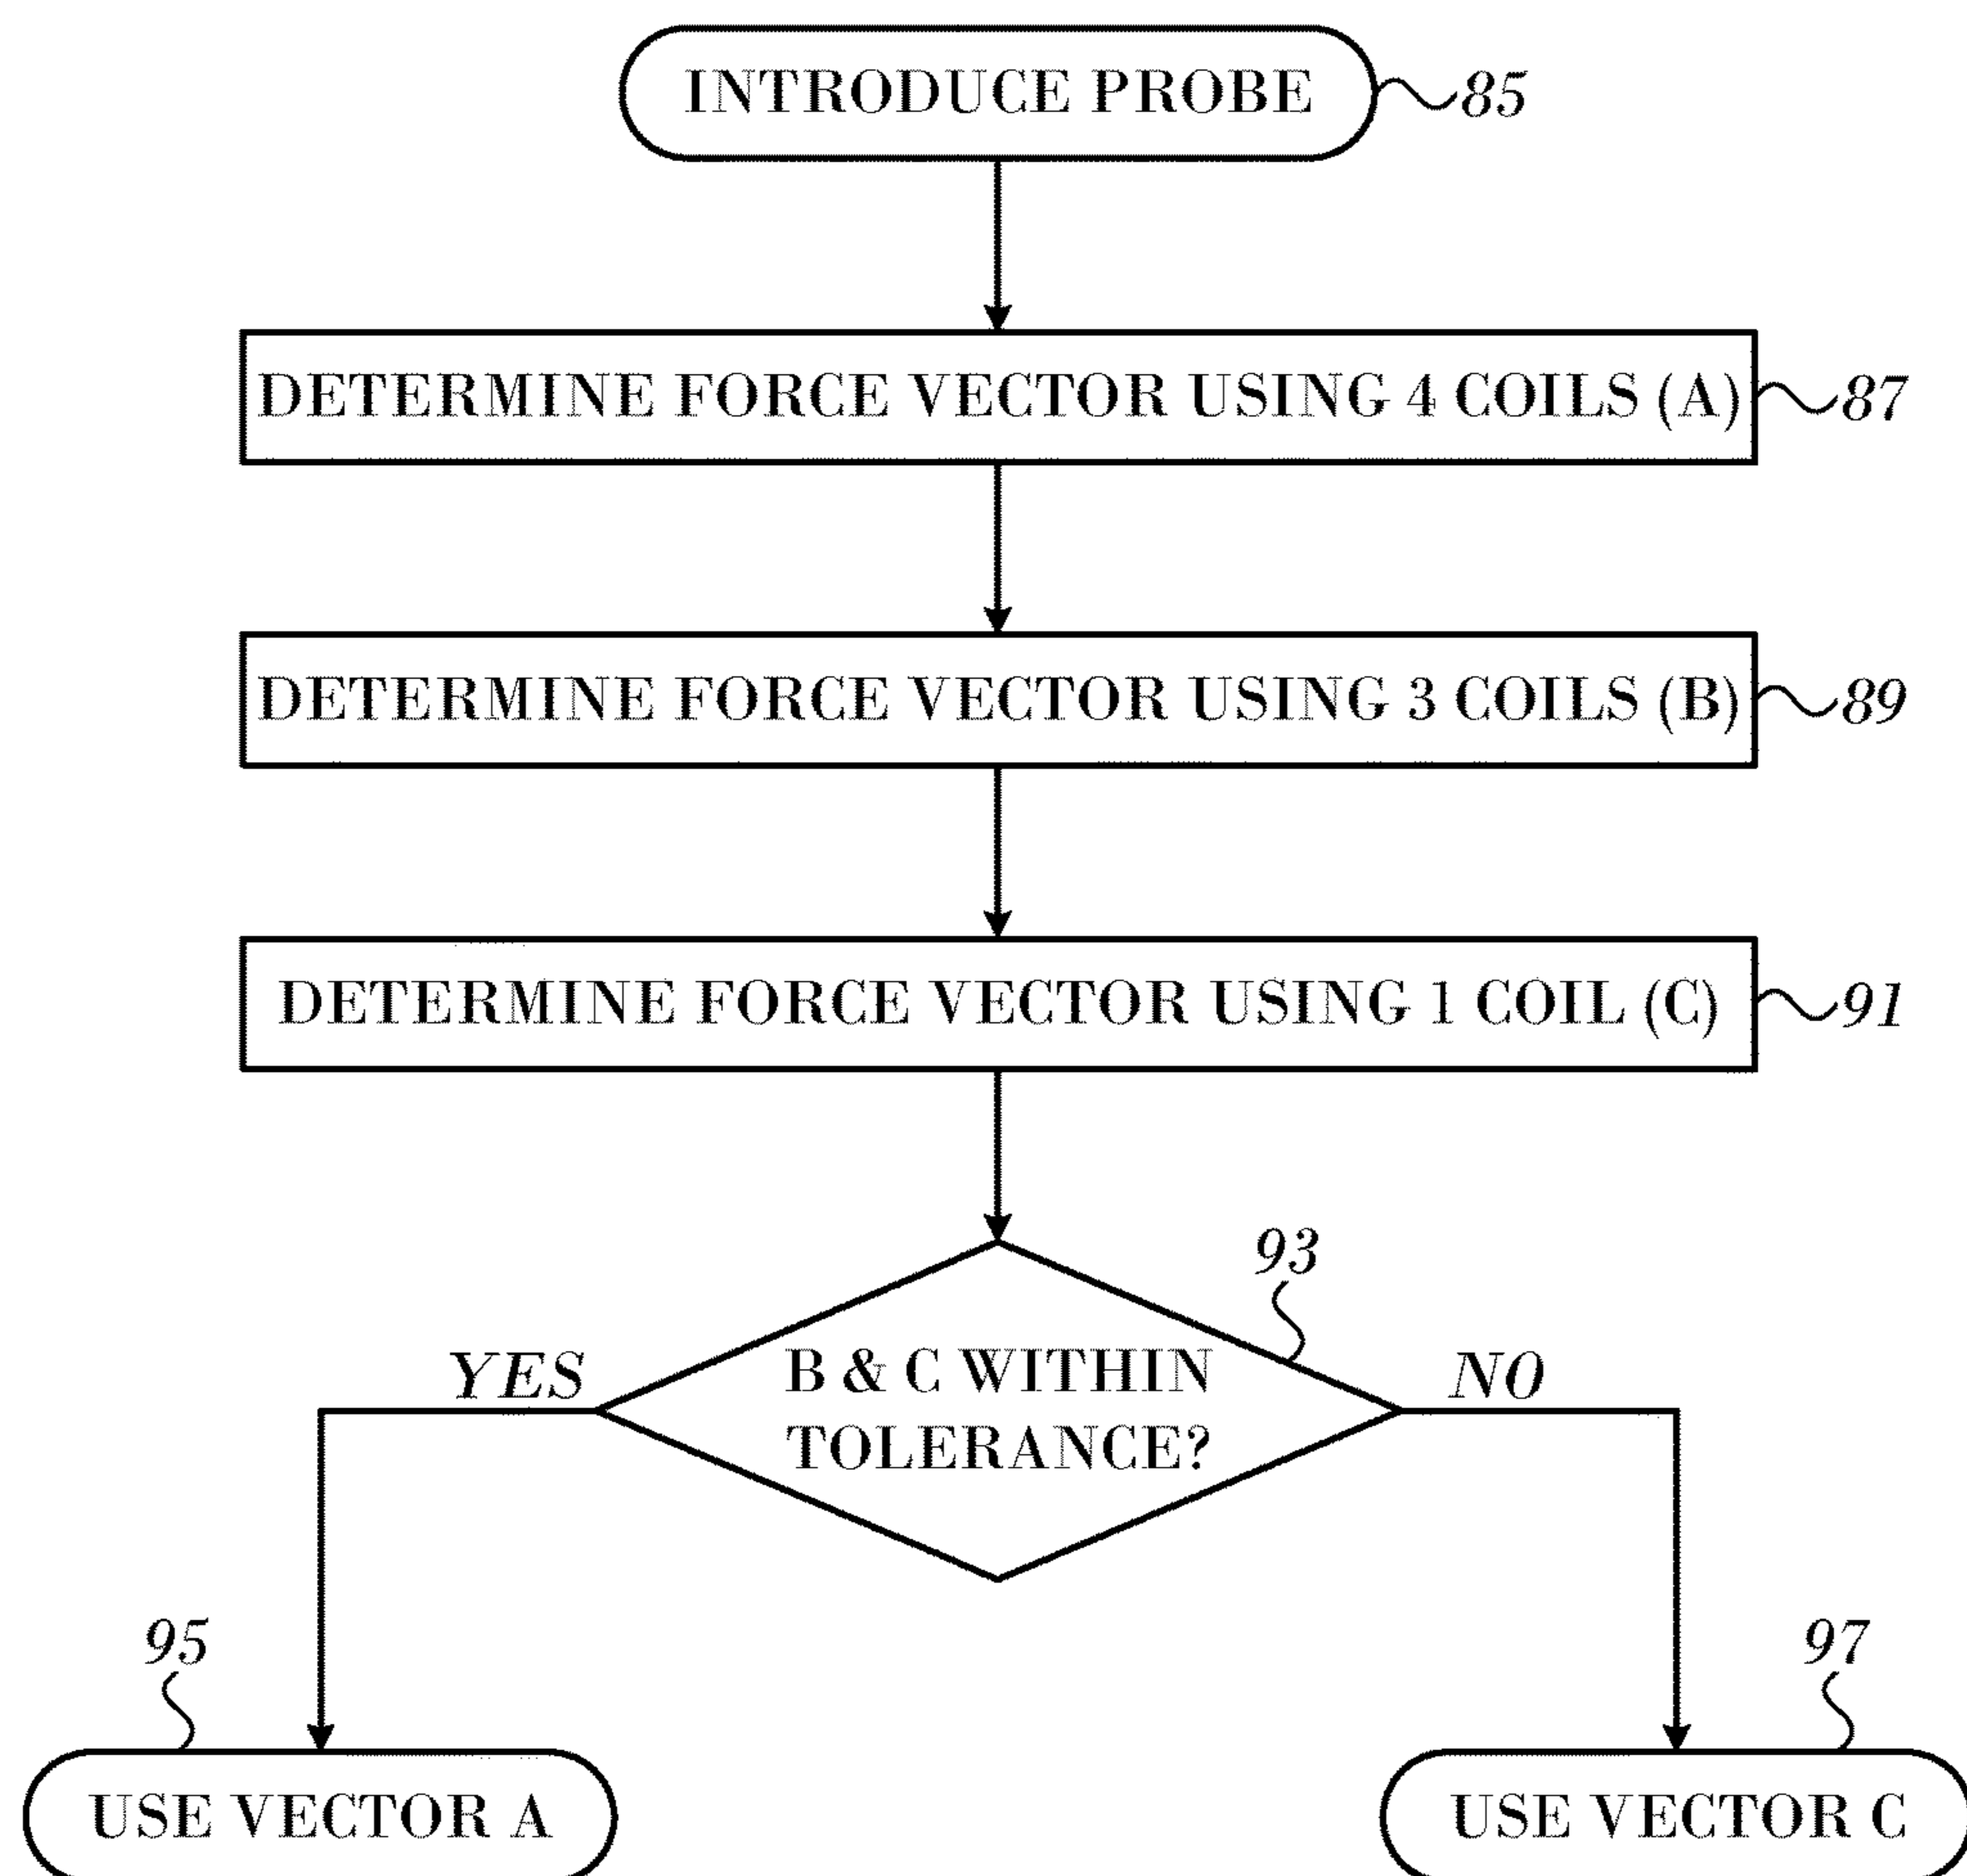 INTRODUCE PROBE
85
DETERMINE FORCE VECTOR USING 4 COILS (A)
87
DETERMINE FORCE VECTOR USING 3 COILS (B)
89
DETERMINE FORCE VECTOR USING 1 COIL (C)
91
93
YES
B & C WITHIN
TOLERANCE?
NO
95
97
USE VECTOR A
USE VECTOR C